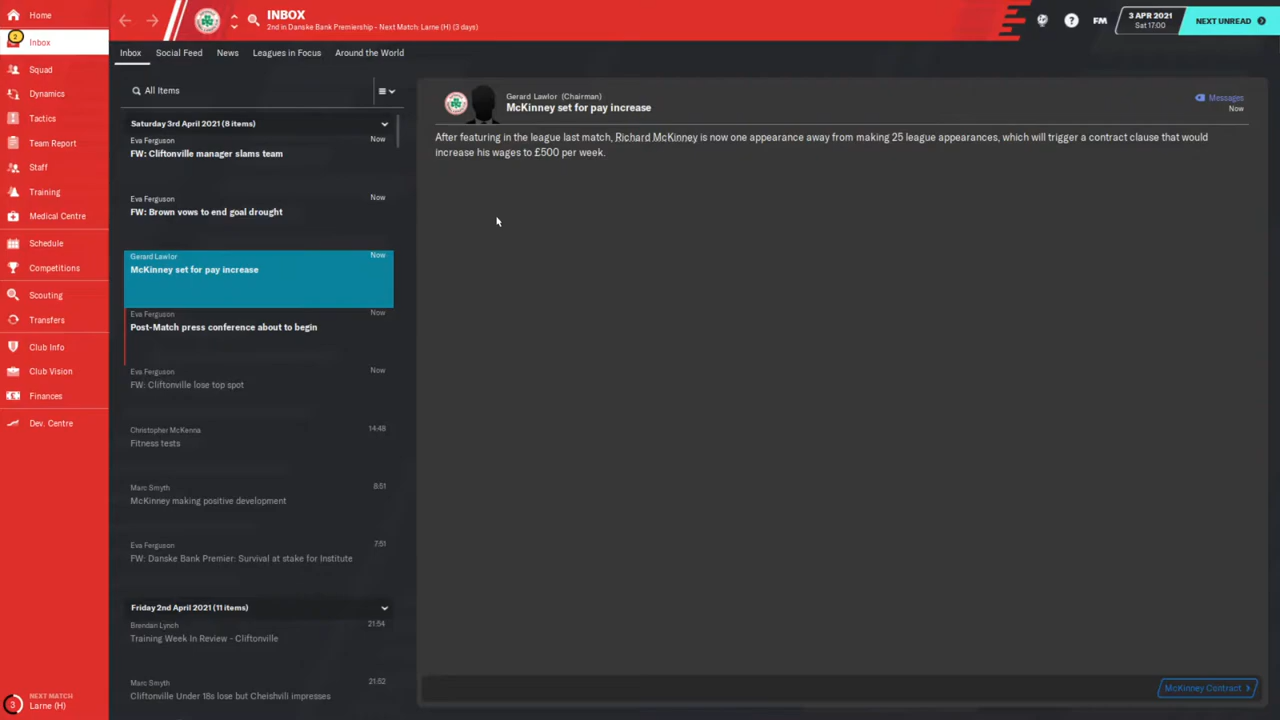 Home
INBOX
2nd in Danske Bank Premiership - Next Match: Larne (H) (3 days)
FM
3 APR 2021
Sat 17:00
NEXT UNREAD
2
Inbox
Squad
Dynamics
Tactics
Team Report
Staff
Training
Medical Centre
Schedule
Competitions
Scouting
Transfers
Club Info
Club Vision
Finances
Dev. Centre
3
NEXT MATCH
Larne (H)
Inbox Social Feed News Leagues in Focus Around the World
All Items
Saturday 3rd April 2021 (8 items)
Eva Ferguson Now
FW: Cliftonville manager slams team
Eva Ferguson Now
FW: Brown vows to end goal drought
Gerard Lawlor Now
McKinney set for pay increase
Eva Ferguson Now
Post-Match press conference about to begin
Eva Ferguson Now
FW: Cliftonville lose top spot
Christopher McKenna 14:48
Fitness tests
Marc Smyth 8:51
McKinney making positive development
Eva Ferguson 7:51
FW: Danske Bank Premier: Survival at stake for Institute
Friday 2nd April 2021 (11 items)
Brendan Lynch 21:54
Training Week In Review - Cliftonville
Marc Smyth 21:52
Cliftonville Under 18s lose but Cheishvili impresses
Gerard Lawlor (Chairman)
McKinney set for pay increase
Messages
Now
After featuring in the league last match, Richard McKinney is now one appearance away from making 25 league appearances, which will trigger a contract clause that would
increase his wages to £500 per week.
McKinney Contract